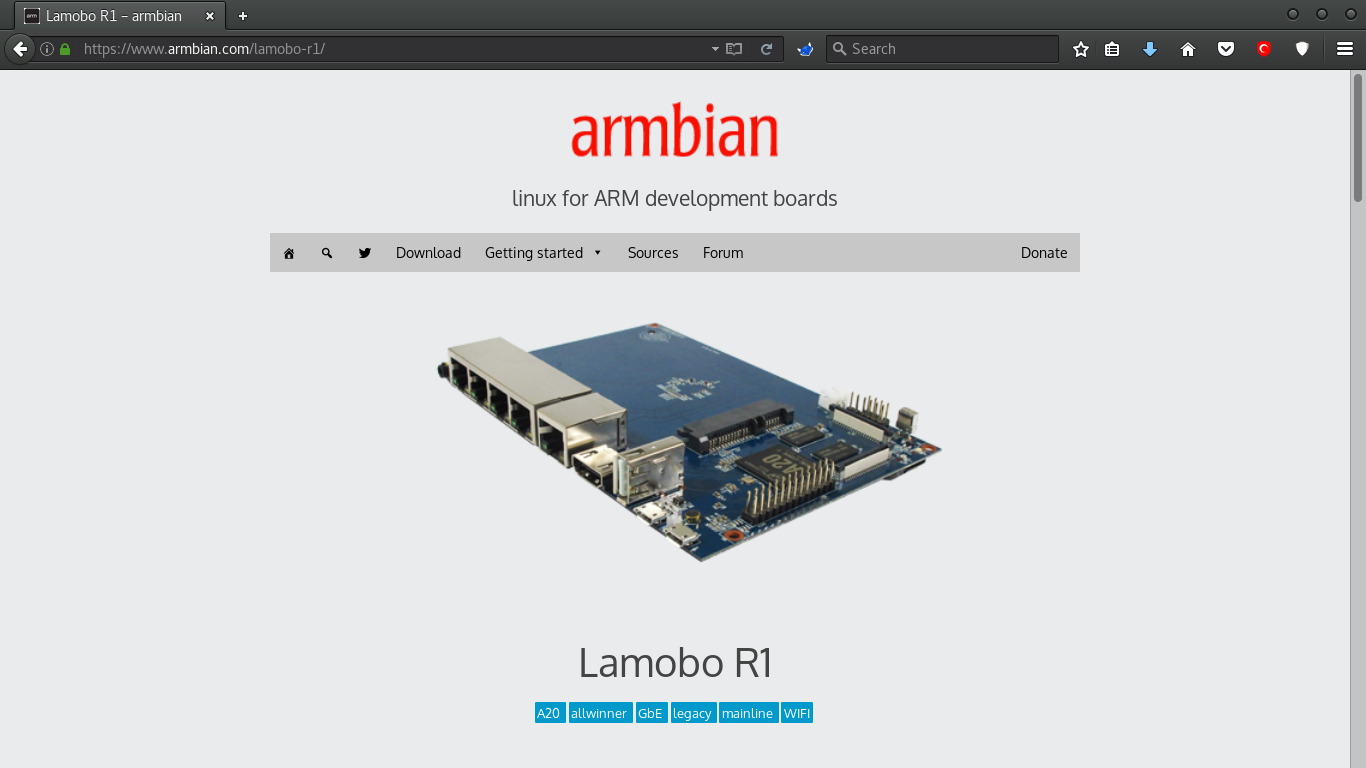 Lamobo R1 – armbian
https://www.armbian.com/lamobo-r1/
Search
armbian
linux for ARM development boards
Download Getting started Sources Forum Donate
A20
Lamobo R1
A20 allwinner GbE legacy mainline WIFI